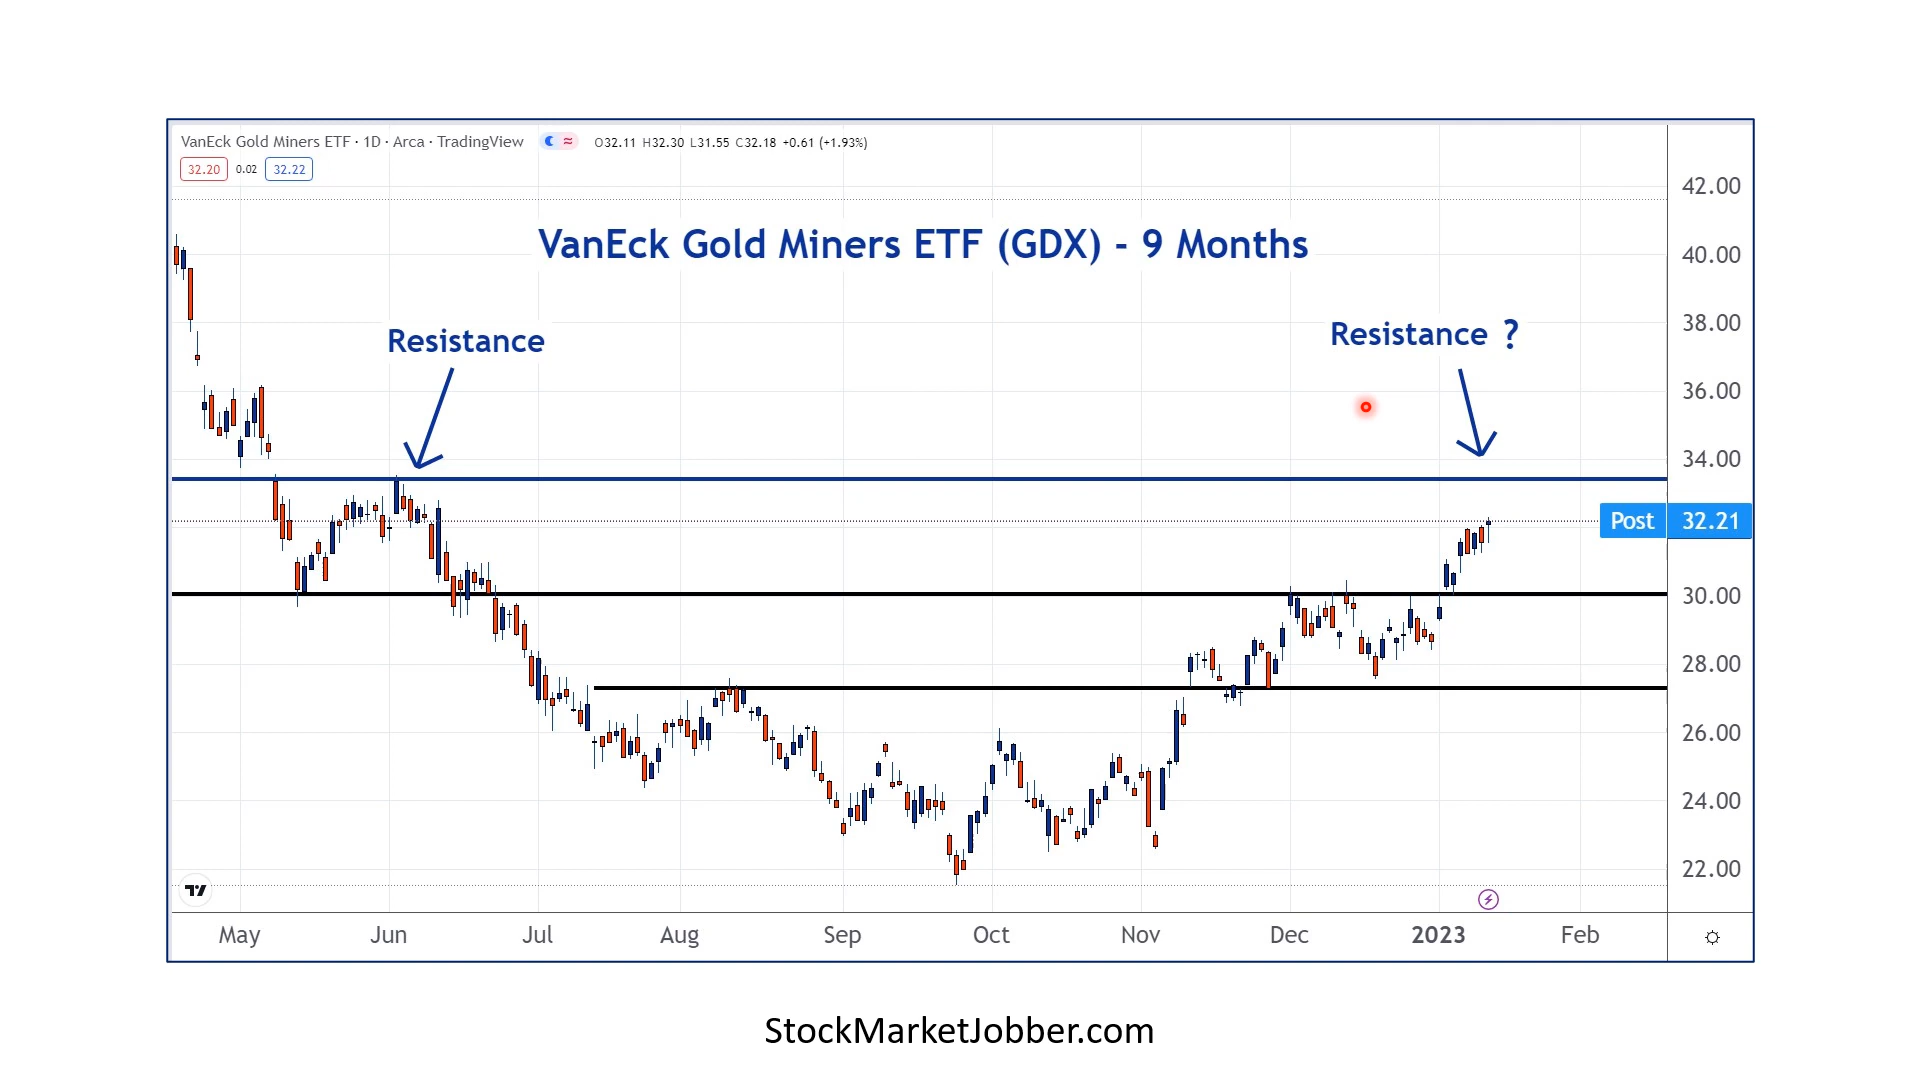 VanEck Gold Miners ETF · 1D · Arca · TradingView ≈ O32.11 H32.30 L31.55 C32.18 +0.61 (+1.93%)
32.20 0.02 32.22
42.00
VanEck Gold Miners ETF (GDX) - 9 Months
40.00
38.00
Resistance
Resistance ?
36.00
34.00
Post 32.21
30.00
28.00
26.00
24.00
22.00
TV
May Jun Jul Aug Sep Oct Nov Dec 2023 Feb
StockMarketJobber.com